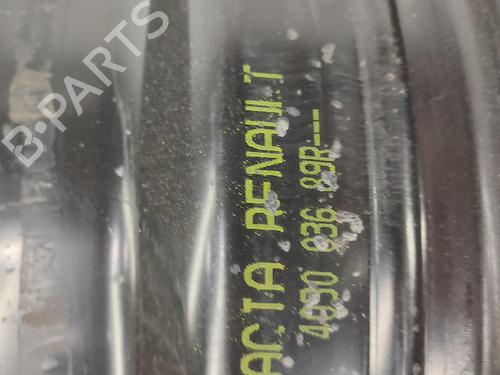 B-PARTS
ACIA RENAULT
4030 036 89R---